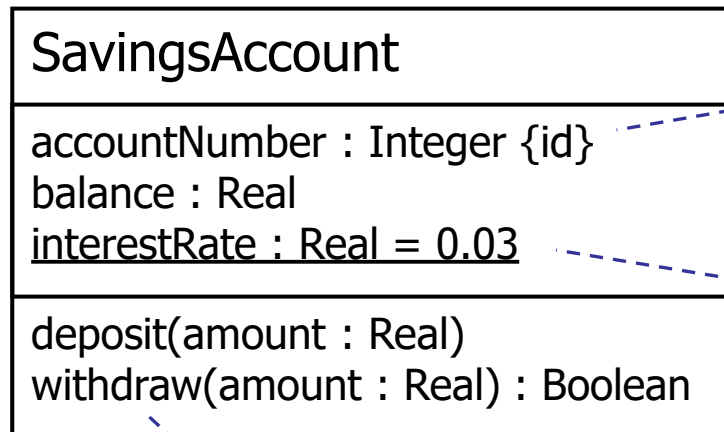 SavingsAccount
accountNumber : Integer {id}
balance : Real
interestRate : Real = 0.03
deposit(amount : Real)
withdraw(amount : Real) : Boolean